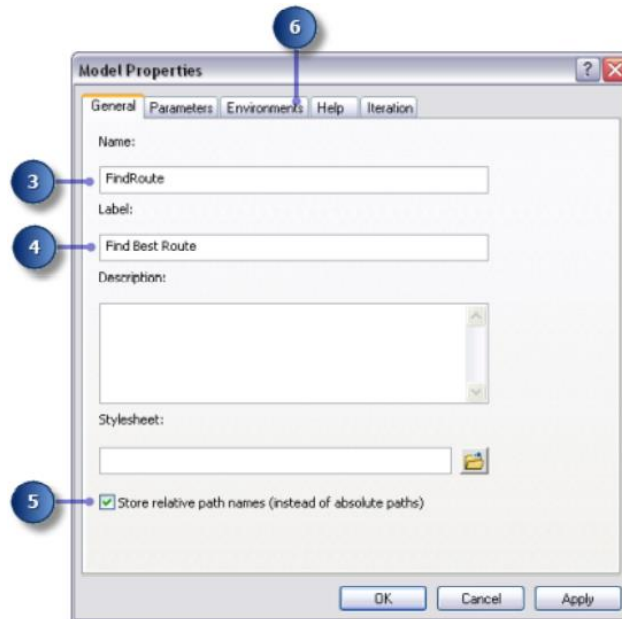 6
Model Properties
?
General Parameters Environments Help Iteration
Name:
3
FindRoute
Label:
4
Find Best Route
Description:
Stylesheet:
5
Store relative path names (instead of absolute paths)
OK Cancel Apply